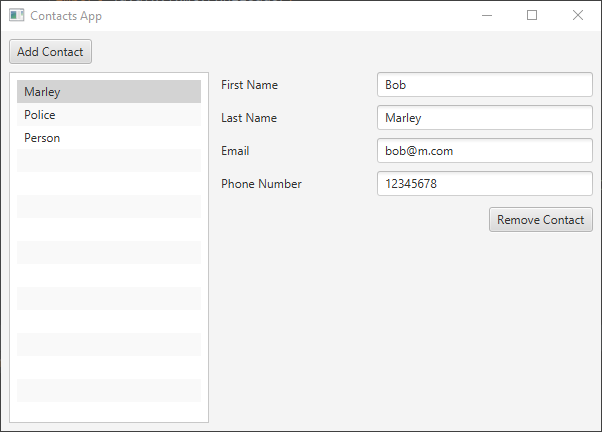 Contacts App
Add Contact
Marley
Police
Person
First Name Bob
Last Name Marley
Email bob@m.com
Phone Number 12345678
Remove Contact